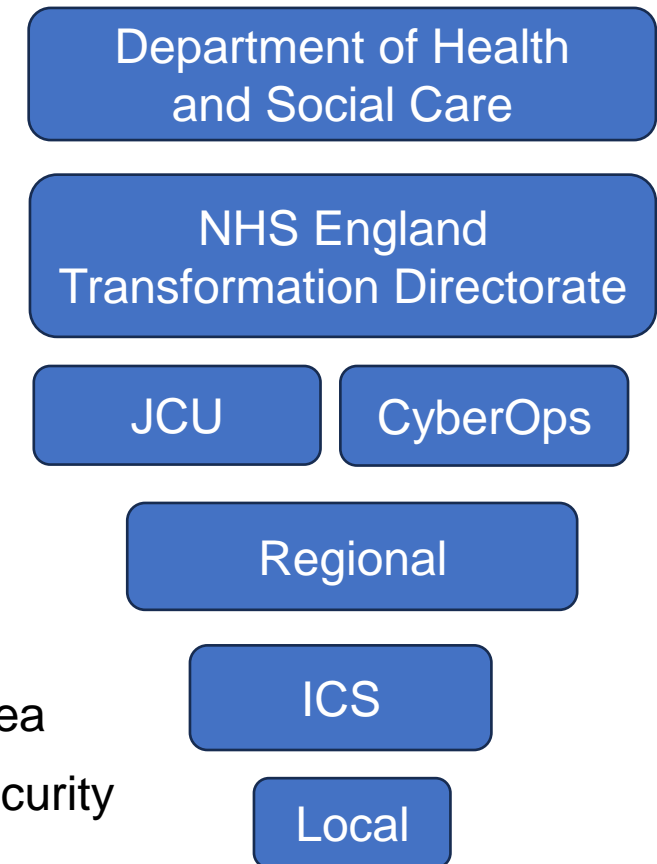 Department of Health
and Social Care
NHS England
Transformation Directorate
JCU
CyberOps
Regional
ICS
Local